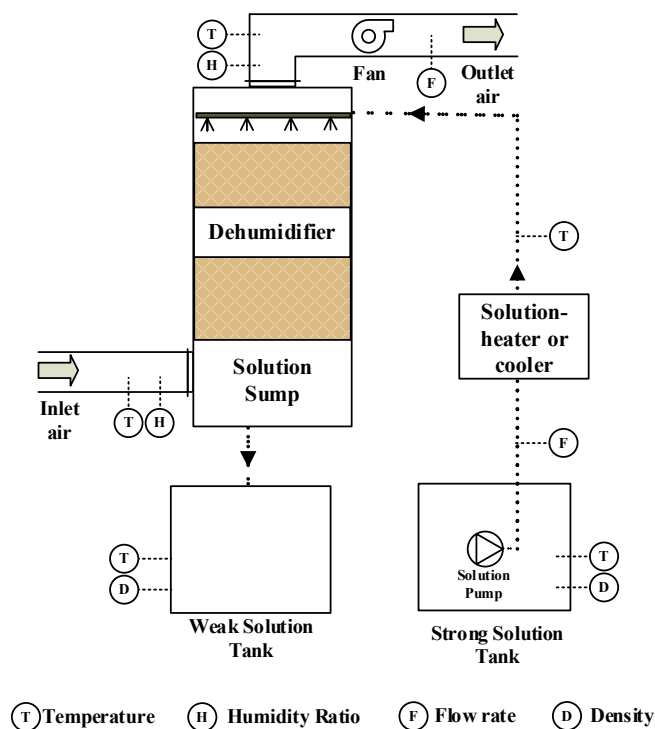 T
H
Fan
F
Outlet
air
Dehumidifier
T
Solution-
heater or
cooler
Solution
Sump
Inlet
air
T
H
F
T
D
Solution
Pump
T
D
Weak Solution
Tank
Strong Solution
Tank
T Temperature
H Humidity Ratio
F Flow rate
D Density